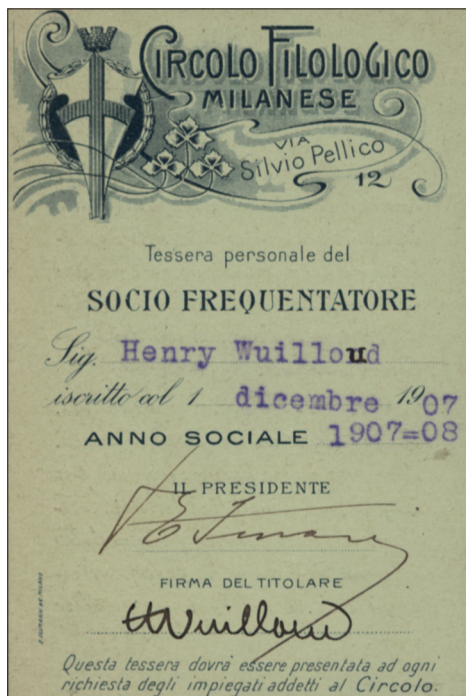 CIRCOLO FILOLOGICO
MILANESE
VIA
Silvio Pellico
12
Tessera personale del
SOCIO FREQUENTATORE
Sig. Henry Wuilloud
iscritto col 1 dicembre 1907
ANNO SOCIALE 1907=08
IL PRESIDENTE
FIRMA DEL TITOLARE
HWuilloud
Questa tessera dovrà essere presentata ad ogni
richiesta degli impiegati addetti al Circolo.